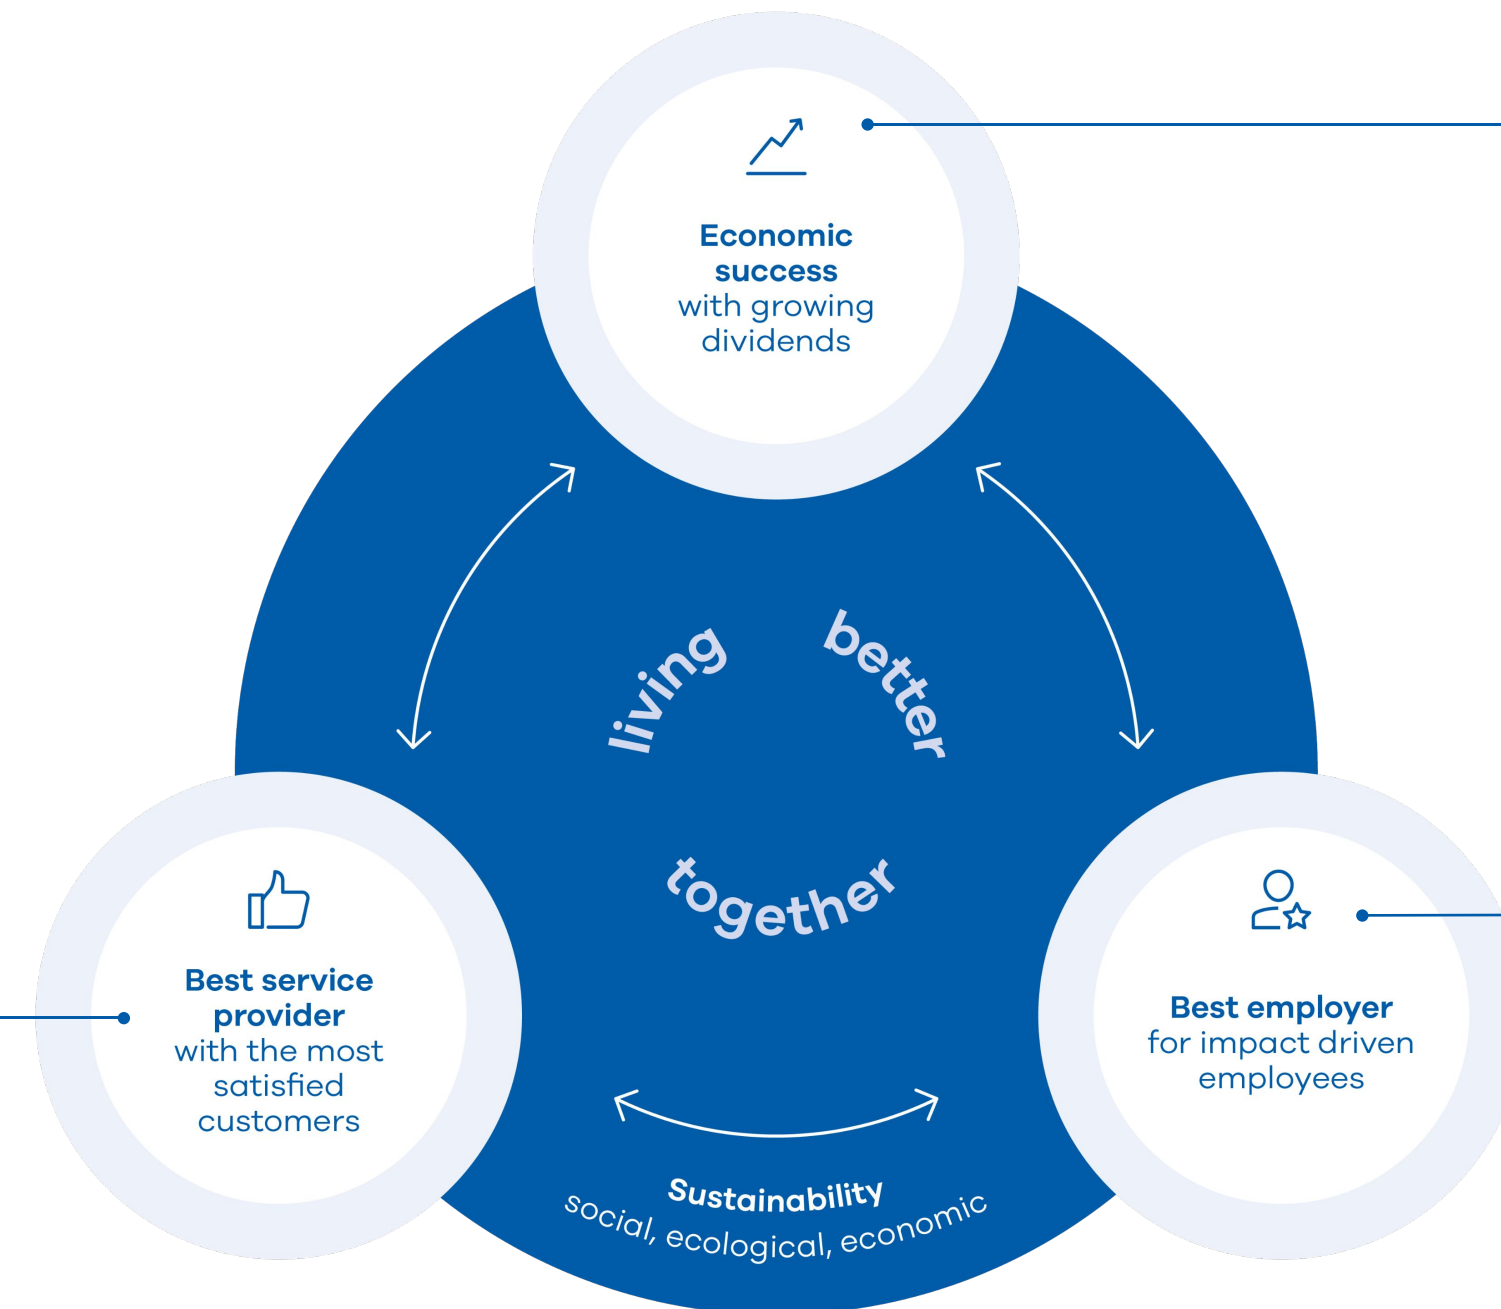 Economic
success
with growing
dividends
living
better
together
Best service
provider
with the most
satisfied
customers
Best employer
for impact driven
employees
Sustainability
social, ecological, economic